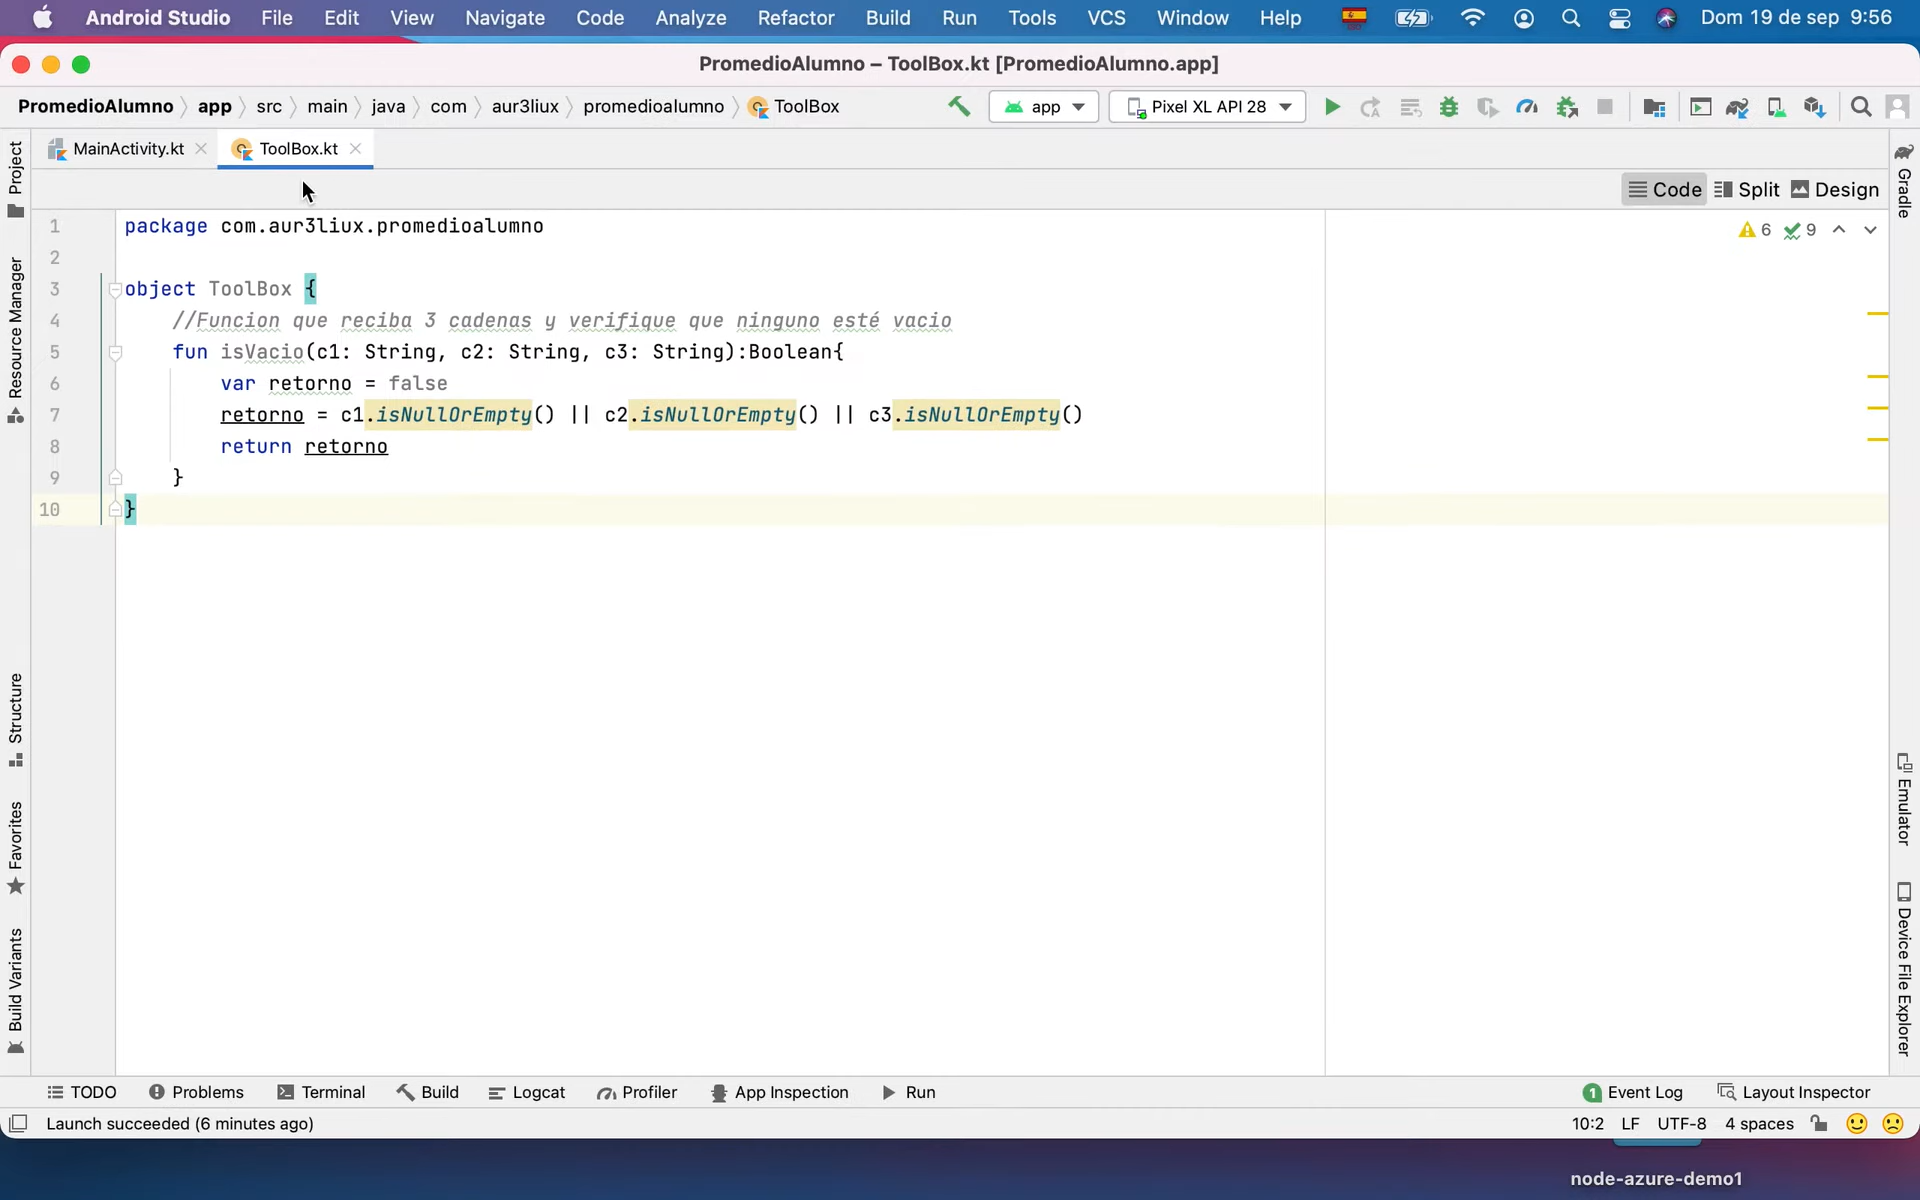 Android Studio File Edit View Navigate Code Analyze Refactor Build Run Tools VCS Window Help Dom 19 de sep 9:56
PromedioAlumno – ToolBox.kt [PromedioAlumno.app]
PromedioAlumno app src main java com aur3liux promedioalumno ToolBox app Pixel XL API 28
MainActivity.kt ToolBox.kt
Code Split Design
1 package com.aur3liux.promedioalumno
6 9
2
3 object ToolBox {
4 //Funcion que reciba 3 cadenas y verifique que ninguno esté vacio
5 fun isVacio(c1: String, c2: String, c3: String):Boolean{
6 var retorno = false
7 retorno = c1.isNullOrEmpty() || c2.isNullOrEmpty() || c3.isNullOrEmpty()
8 return retorno
9 }
10 }
Project
Resource Manager
Structure
Favorites
Build Variants
Gradle
Emulator
Device File Explorer
TODO Problems Terminal Build Logcat Profiler App Inspection Run 1 Event Log Layout Inspector
Launch succeeded (6 minutes ago) 10:2 LF UTF-8 4 spaces
node-azure-demo1